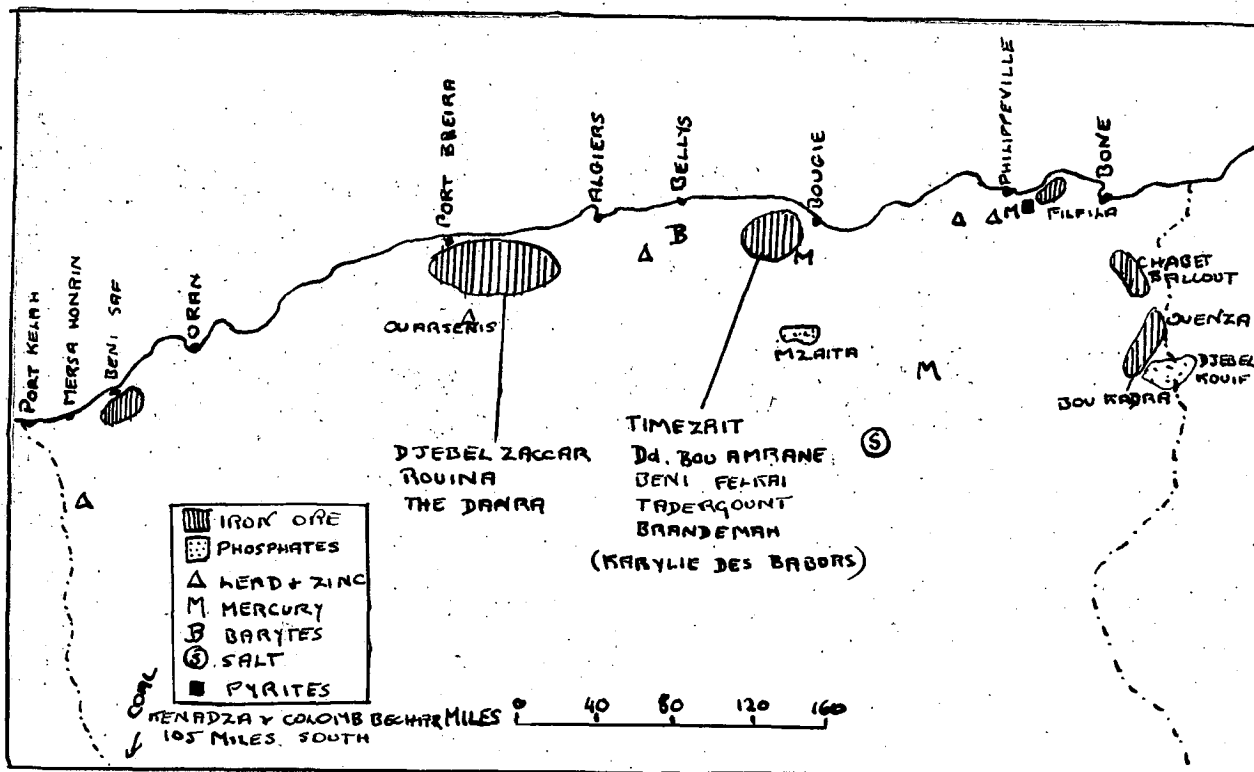 PORT KELAH
MERSA HONAIN
BENI SAF
ORAN
PORT BREIRA
ALGIERS
BELLYS
BOUGIE
PHILIPPEVILLE
BONE
B
M
FILFILA
M
CHABET
BALLOUT
OUARSENIS
MZAITA
OUENZA
M
DJEBEL
KOUIF
BOU KADRA
S
DJEBEL ZACCAR
ROUINA
THE DAHRA
TIMEZRIT
Dd. BOU AMRANE
BENI FELKAI
TADERGOUNT
BRANDEMAH
(KABYLIE DES BABORS)
IRON ORE
PHOSPHATES
LEAD + ZINC
M MERCURY
B BARYTES
S SALT
PYRITES
COAL
KENADZA & COLOMB BECHAR
105 MILES SOUTH
MILES 0 40 80 120 160